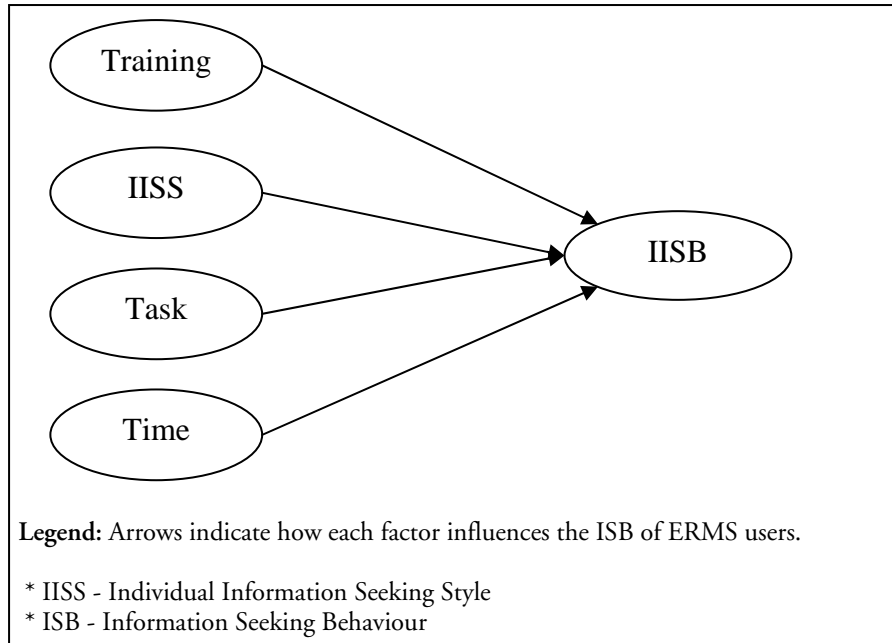 Training
IISS
IISB
Task
Time
Legend: Arrows indicate how each factor influences the ISB of ERMS users.
* IISS - Individual Information Seeking Style
* ISB - Information Seeking Behaviour